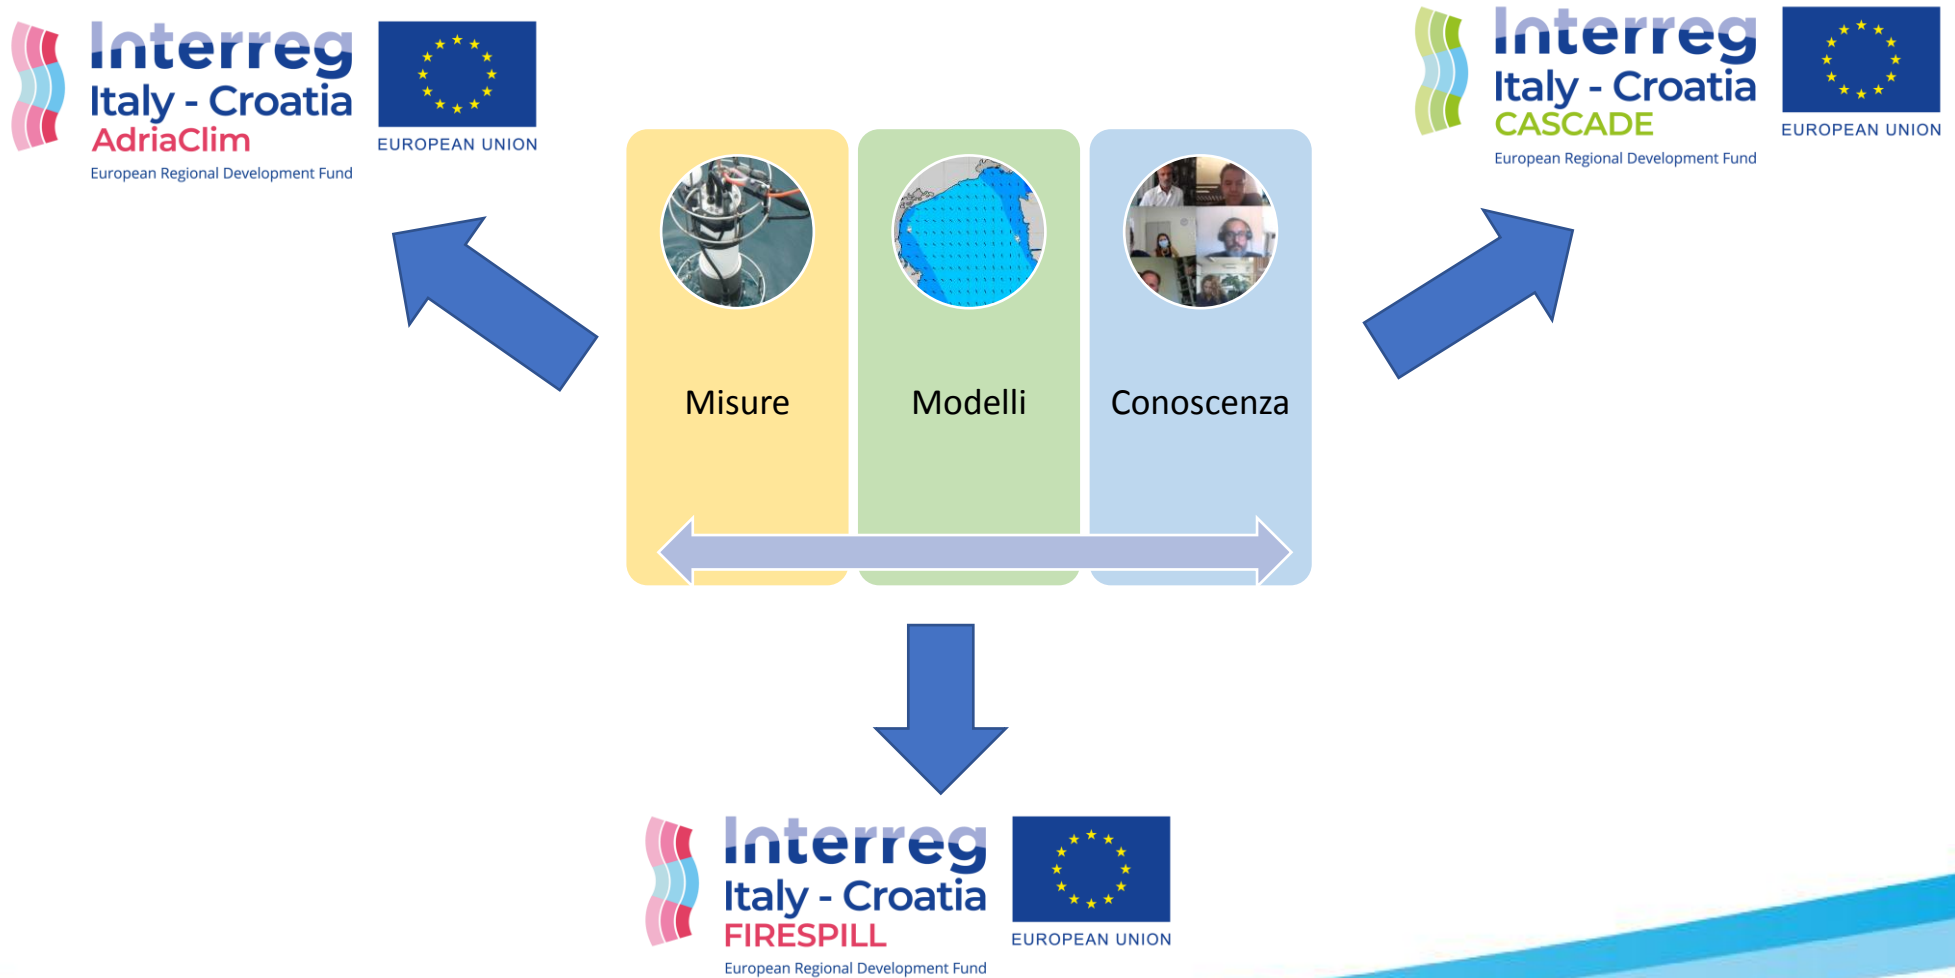 Interreg
Italy - Croatia
AdriaClim
European Regional Development Fund
EUROPEAN UNION
Interreg
Italy - Croatia
CASCADE
European Regional Development Fund
EUROPEAN UNION
Misure
Modelli
Conoscenza
Interreg
Italy - Croatia
FIRESPILL
European Regional Development Fund
EUROPEAN UNION